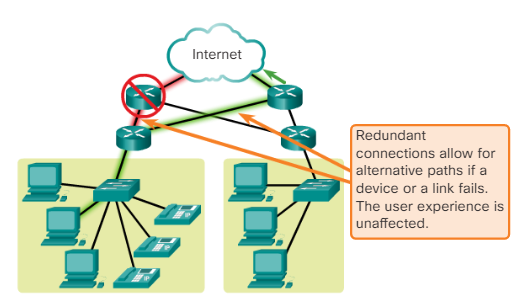 Internet
Redundant
connections allow for
alternative paths if a
device or a link fails.
The user experience is
unaffected.